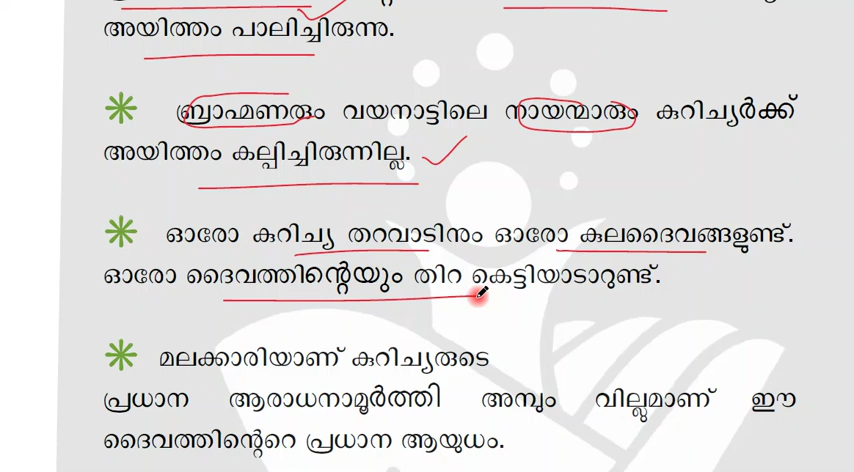 അയിത്തം പാലിച്ചിരുന്നു.
ബ്രാഹ്മണരും വയനാട്ടിലെ നായന്മാരും കുറിച്യർക്ക്
അയിത്തം കല്പിച്ചിരുന്നില്ല.
ഓരോ കുറിച്യ തറവാടിനും ഓരോ കുലദൈവങ്ങളുണ്ട്.
ഓരോ ദൈവത്തിന്റെയും തിറ കെട്ടിയാടാറുണ്ട്.
മലക്കാരിയാണ് കുറിച്യരുടെ
പ്രധാന ആരാധനാമൂർത്തി അമ്പും വില്ലുമാണ് ഈ
ദൈവത്തിന്റെറെ പ്രധാന ആയുധം.